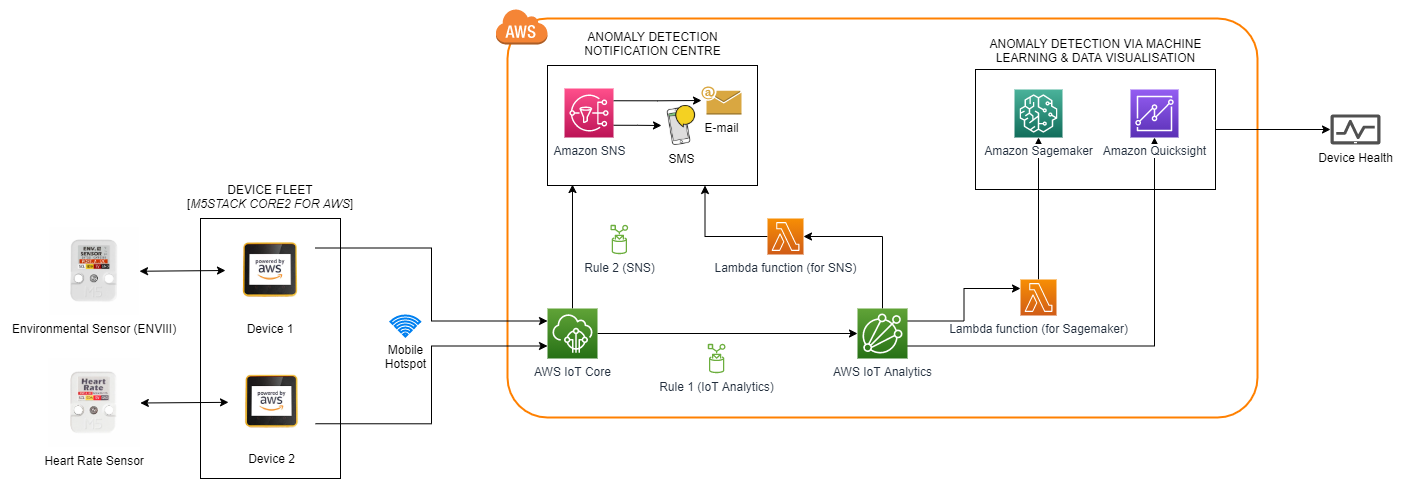 AWS
ANOMALY DETECTION
NOTIFICATION CENTRE
Amazon SNS
E-mail
SMS
ANOMALY DETECTION VIA MACHINE
LEARNING & DATA VISUALISATION
Amazon Sagemaker
Amazon Quicksight
Device Health
DEVICE FLEET
[M5STACK CORE2 FOR AWS]
ENV.III
SENSOR
Environmental Sensor (ENVIII)
powered by
aws
Device 1
Heart
Rate
Heart Rate Sensor
powered by
aws
Device 2
Mobile
Hotspot
Rule 2 (SNS)
Lambda function (for SNS)
AWS IoT Core
Rule 1 (IoT Analytics)
AWS IoT Analytics
Lambda function (for Sagemaker)